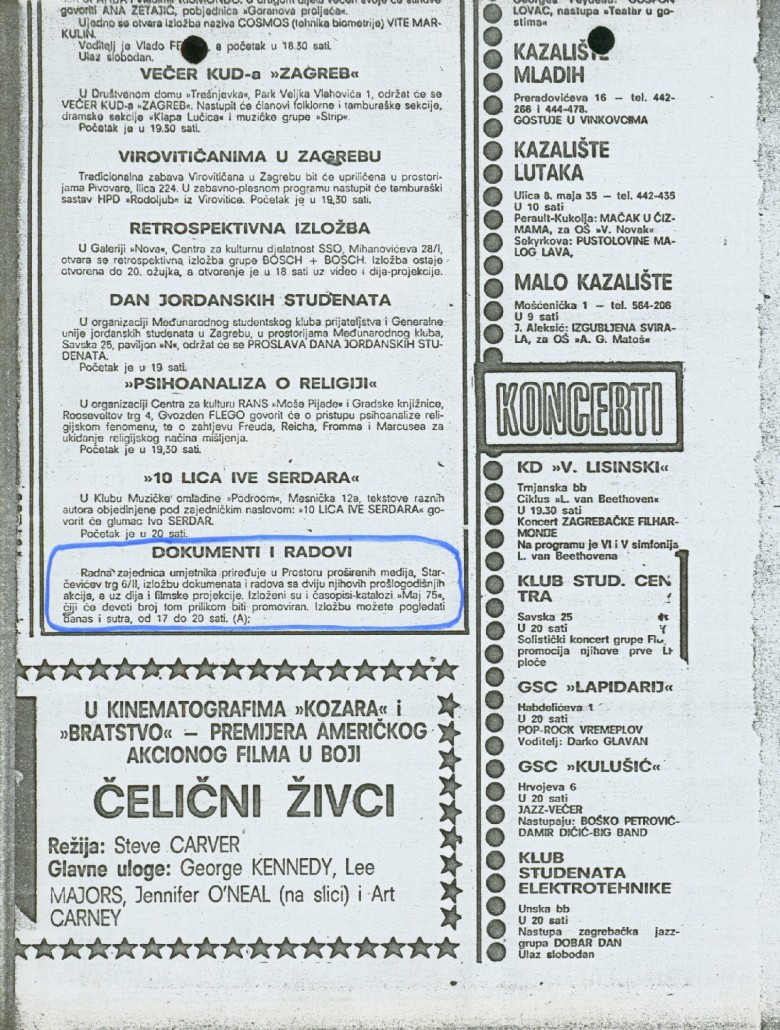 govoriti ANA ŽETAJIĆ, pobjednica »Goranova proljeća«.
Ujedno se otvara izložba naziva COSMOS (tehnika biometrije) VITE MAR-
KULIN.
Voditelj je Vlado a početak u 18.30 sati.
Ulaz slobodan.
VEČER KUD-a »ZAGREB«
U Društvenom domu »Trešnjevka«, Park Veljka Vlahovića 1, održat će se
VEČER KUD-a »ZAGREB«. Nastupit će članovi folklorne i tamburaške sekcije,
dramske sekcije »Klapa Lučica« i muzičke grupe »Strip«.
Početak je u 19.30 sati.
VIROVITIČANIMA U ZAGREBU
Tradicionalna zabava Virovitičana u Zagrebu bit će upriličena u prostori-
jama Pivovare, Ilica 224. U zabavno-plesnom programu nastupit će tamburaški
sastav HPD »Rodoljub« iz Virovitice. Početak je u 19,30 sati.
RETROSPEKTIVNA IZLOŽBA
U Galeriji »Nova«, Centra za kulturnu djelatnost SSO, Mihanovićeva 28/I,
otvara se retrospektivna izložba grupe BOSCH + BOSCH. Izložba ostaje
otvorena do 20. ožujka, a otvorenje je u 18 sati uz video i dija-projekcije.
DAN JORDANSKIH STUDENATA
U organizaciji Međunarodnog studentskog kluba prijateljstva i Generalne
unije jordanskih studenata u Zagrebu, u prostorijama Međunarodnog kluba,
Savska 25, paviljon »N«, održat će se PROSLAVA DANA JORDANSKIH STU-
DENATA.
Početak je u 19 sati.
»PSIHOANALIZA O RELIGIJI«
U organizaciji Centra za kulturu RANS »Moše Pijade« i Gradske knjižnice,
Rooseveltov trg 4, Gvozden FLEGO govorit će o pristupu psihoanalize reli-
gijskom fenomenu, te o zahtjevu Freuda, Reicha, Fromma i Marcusea za
ukidanje religijskog načina mišljenja.
Početak je u 19,30 sati.
»10 LICA IVE SERDARA«
U Klubu Muzičke omladine »Podroom«, Mesnička 12a, tekstove raznih
autora objedinjene pod zajedničkim naslovom: »10 LICA IVE SERDARA« go-
vorit će glumac Ivo SERDAR.
Početak je u 20 sati.
DOKUMENTI I RADOVI
Radna zajednica umjetnika priređuje u Prostoru proširenih medija, Star-
čevićev trg 6/II, izložbu dokumenata i radova sa dviju njihovih prošlogodišnjih
akcija, a uz dija i filmske projekcije. Izloženi su i časopisi-katalozi »Maj 75«,
čiji će deveti broj tom prilikom biti promoviran. Izložbu možete pogledati
danas i sutra, od 17 do 20 sati. (A);
U KINEMATOGRAFIMA »KOZARA« i
»BRATSTVO« – PREMIJERA AMERIČKOG
AKCIONOG FILMA U BOJI
ČELIČNI ŽIVCI
Režija: Steve CARVER
Glavne uloge: George KENNEDY, Lee
MAJORS, Jennifer O'NEAL (na slici) i Art
CARNEY
LOVAC, nastupa »Teatar u go-
stima«
KAZALIŠTE
MLADIH
Preradovićeva 16 – tel. 442-
266 i 444-478.
GOSTUJE U VINKOVCIMA
KAZALIŠTE
LUTAKA
Ulica 8. maja 35 – tel. 442-435
U 10 sati
Perault-Kukolja: MAČAK U ČIZ-
MAMA, za OŠ »V. Novak«
Sekyrkova: PUSTOLOVINE MA-
LOG LAVA,
MALO KAZALIŠTE
Mošćenička 1 – tel. 564-206
U 9 sati
J. Aleksić: IZGUBLJENA SVIRA-
LA, za OŠ »A. G. Matoš«
KONCERTI
KD »V. LISINSKI«
Trnjanska bb
Ciklus »L. van Beethoven«
U 19.30 sati
Koncert ZAGREBAČKE FILHAR-
MONIJE
Na programu je VI i V simfonija
L. van Beethovena
KLUB STUD. CEN
TRA
Savska 25
U 20 sati
Solistički koncert grupe
promocija njihove prve
ploče
GSC »LAPIDARIJ«
Habdelićeva 1
U 20 sati
POP-ROCK VREMEPLOV
Voditelj: Darko GLAVAN
GSC »KULUŠIĆ«
Hrvojeva 6
U 20 sati
JAZZ-VEČER
Nastupaju: BOŠKO PETROVIĆ-
DAMIR DIČIĆ-BIG BAND
KLUB
STUDENATA
ELEKTROTEHNIKE
Unska bb
U 20 sati
Nastupa zagrebačka jazz-
grupa DOBAR DAN
Ulaz slobodan